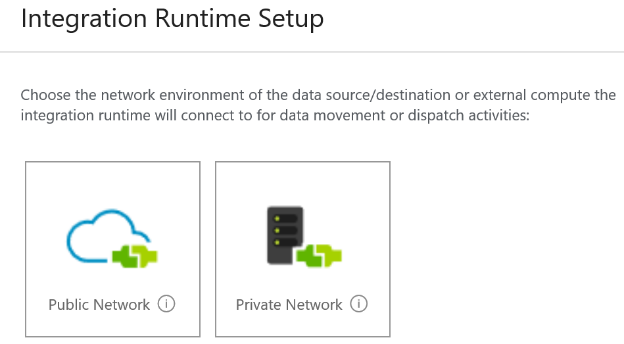 Integration Runtime Setup
Choose the network environment of the data source/destination or external compute the
integration runtime will connect to for data movement or dispatch activities:
Public Network
Private Network